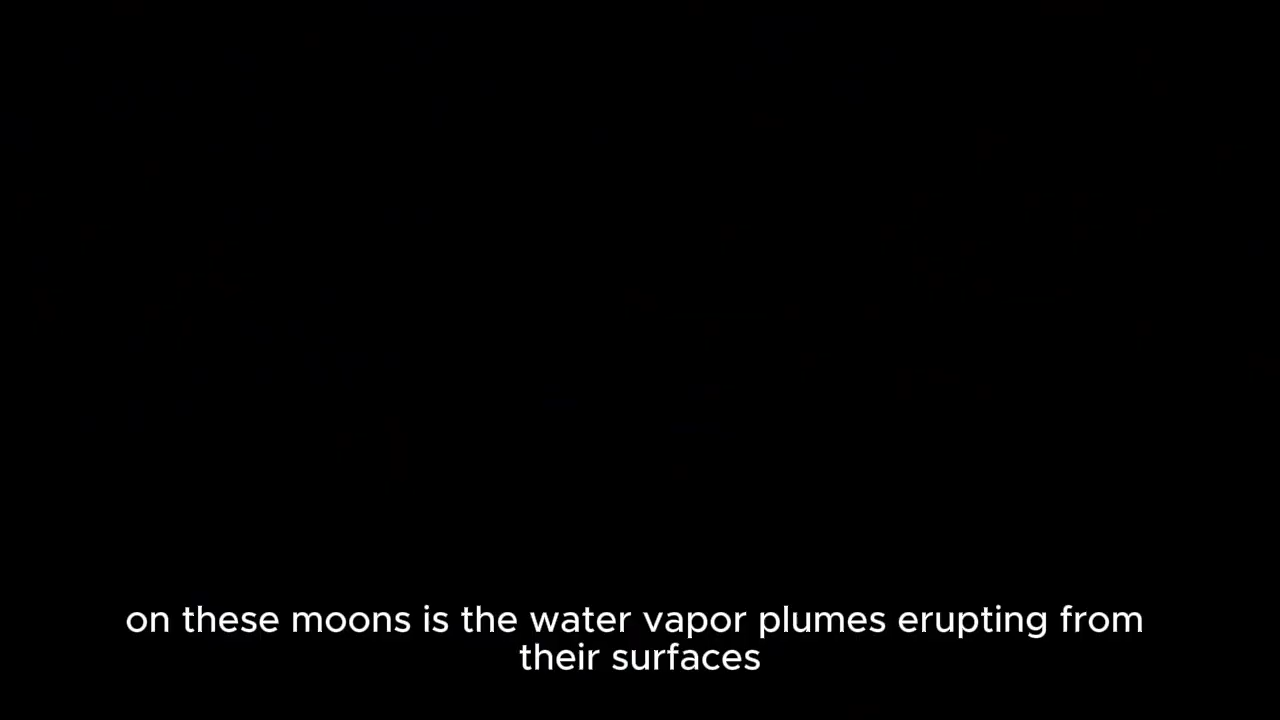 on these moons is the water vapor plumes erupting from
their surfaces